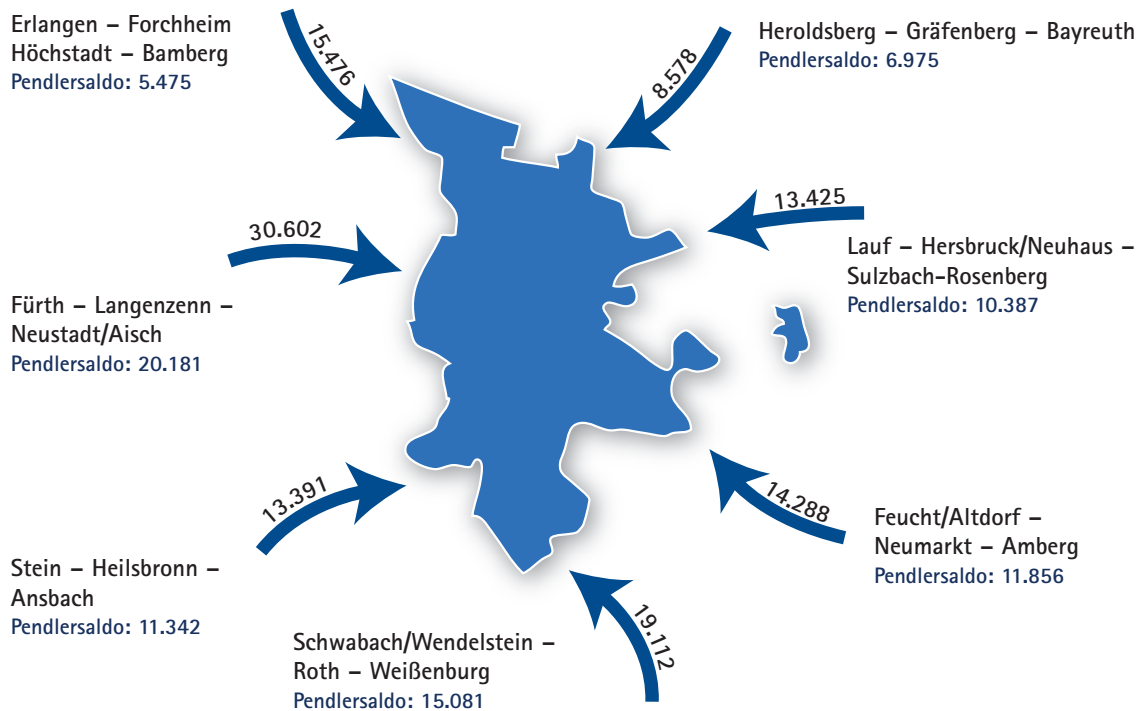 Erlangen – Forchheim
Höchstadt – Bamberg
Pendlersaldo: 5.475
15.476
8.578
Heroldsberg – Gräfenberg – Bayreuth
Pendlersaldo: 6.975
13.425
Lauf – Hersbruck/Neuhaus –
Sulzbach-Rosenberg
Pendlersaldo: 10.387
30.602
Fürth – Langenzenn –
Neustadt/Aisch
Pendlersaldo: 20.181
13.391
Stein – Heilsbronn –
Ansbach
Pendlersaldo: 11.342
14.288
Feucht/Altdorf –
Neumarkt – Amberg
Pendlersaldo: 11.856
19.112
Schwabach/Wendelstein –
Roth – Weißenburg
Pendlersaldo: 15.081